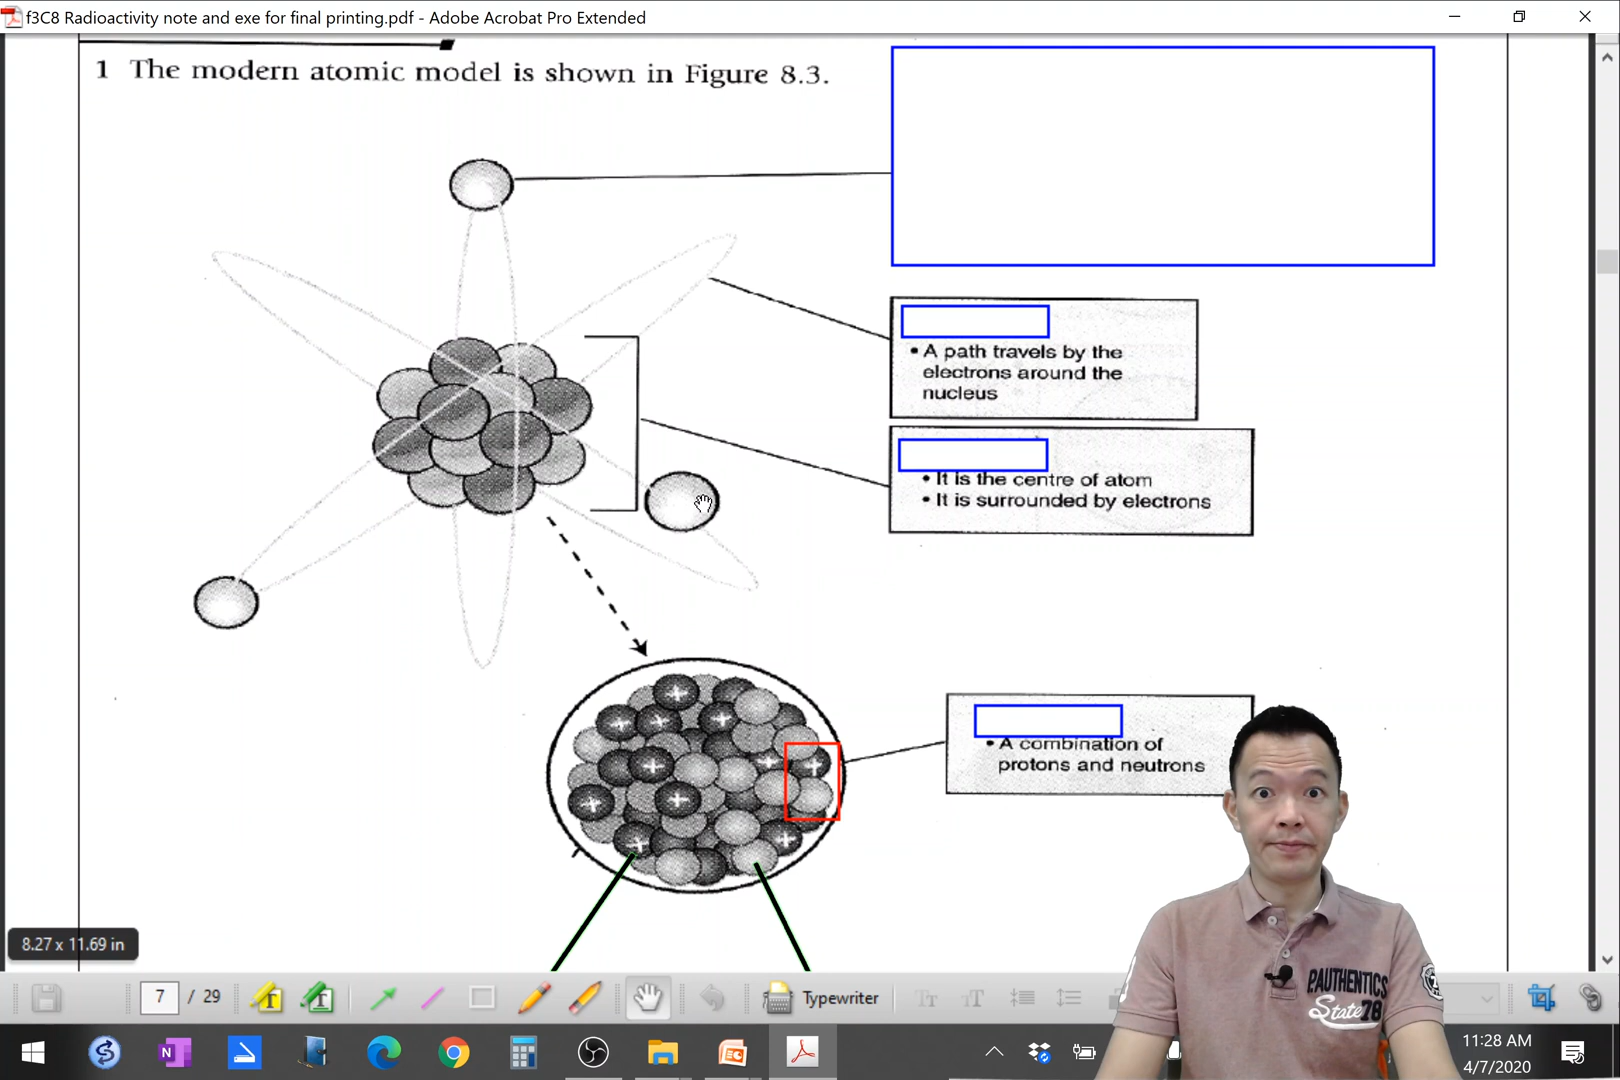 f3C8 Radioactivity note and exe for final printing.pdf - Adobe Acrobat Pro Extended
1 The modern atomic model is shown in Figure 8.3.
• A path travels by the
electrons around the
nucleus
• It is the centre of atom
• It is surrounded by electrons
• A combination of
protons and neutrons
PAUTHENTICS
State 78
8.27 x 11.69 in
7 / 29
Typewriter
11:28 AM
4/7/2020